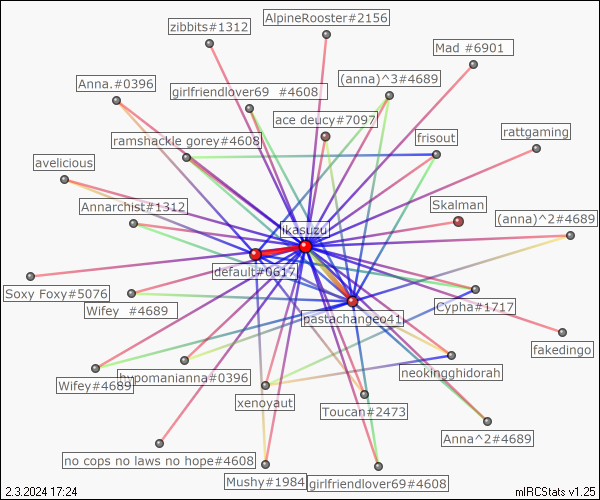 AlpineRooster#2156
zibbits#1312
Mad #6901
(anna)^3#4689
Anna.#0396
girlfriendlover69 #4608
ace deucy#7097
rattgaming
ramshackle gorey#4608
frisout
avelicious
Annarchist#1312
Skalman
(anna)^2#4689
ikasuzu
default#0617
Soxy Foxy#5076
Cypha#1717
Wifey #4689
pastachangeo41
fakedingo
neokingghidorah
hypomanianna#0396
Wifey#4689
xenovaut
Toucan#2473
Anna^2#4689
no cops no laws no hope#4608
Mushy#1984
girlfriendlover69#4608
2.3.2024 17:24
mIRCStats v1.25